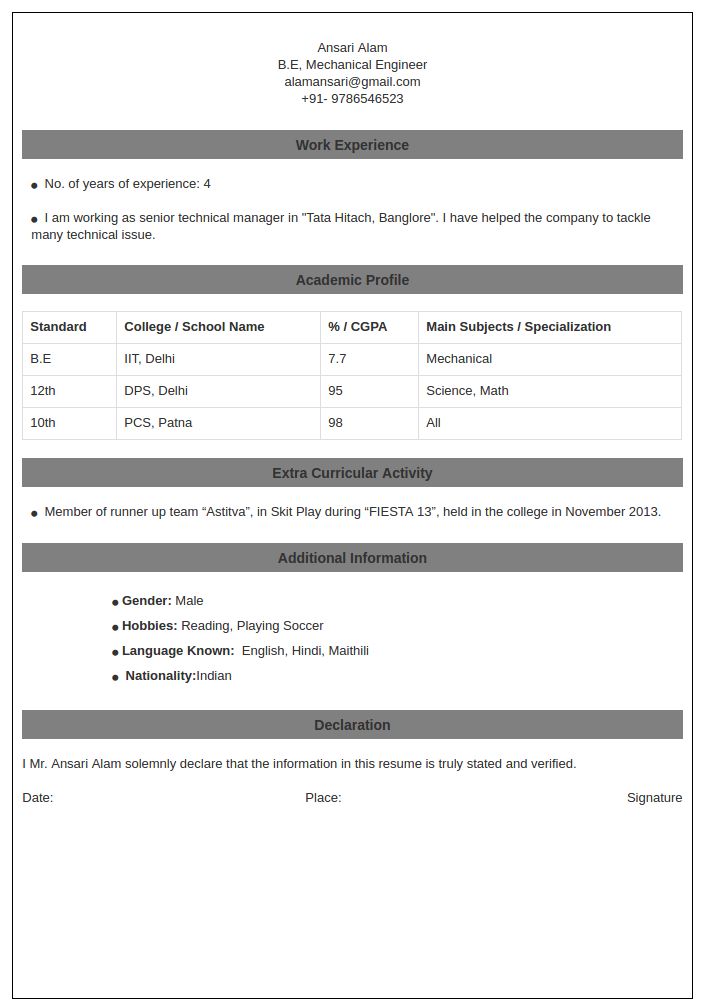 Ansari Alam
B.E, Mechanical Engineer
alamansari@gmail.com
+91- 9786546523
Work Experience
● No. of years of experience: 4
● I am working as senior technical manager in "Tata Hitach, Banglore". I have helped the company to tackle
many technical issue.
Academic Profile
Standard College / School Name % / CGPA Main Subjects / Specialization
B.E IIT, Delhi 7.7 Mechanical
12th DPS, Delhi 95 Science, Math
10th PCS, Patna 98 All
Extra Curricular Activity
● Member of runner up team “Astitva”, in Skit Play during “FIESTA 13”, held in the college in November 2013.
Additional Information
● Gender: Male
● Hobbies: Reading, Playing Soccer
● Language Known: English, Hindi, Maithili
● Nationality:Indian
Declaration
I Mr. Ansari Alam solemnly declare that the information in this resume is truly stated and verified.
Date: Place: Signature